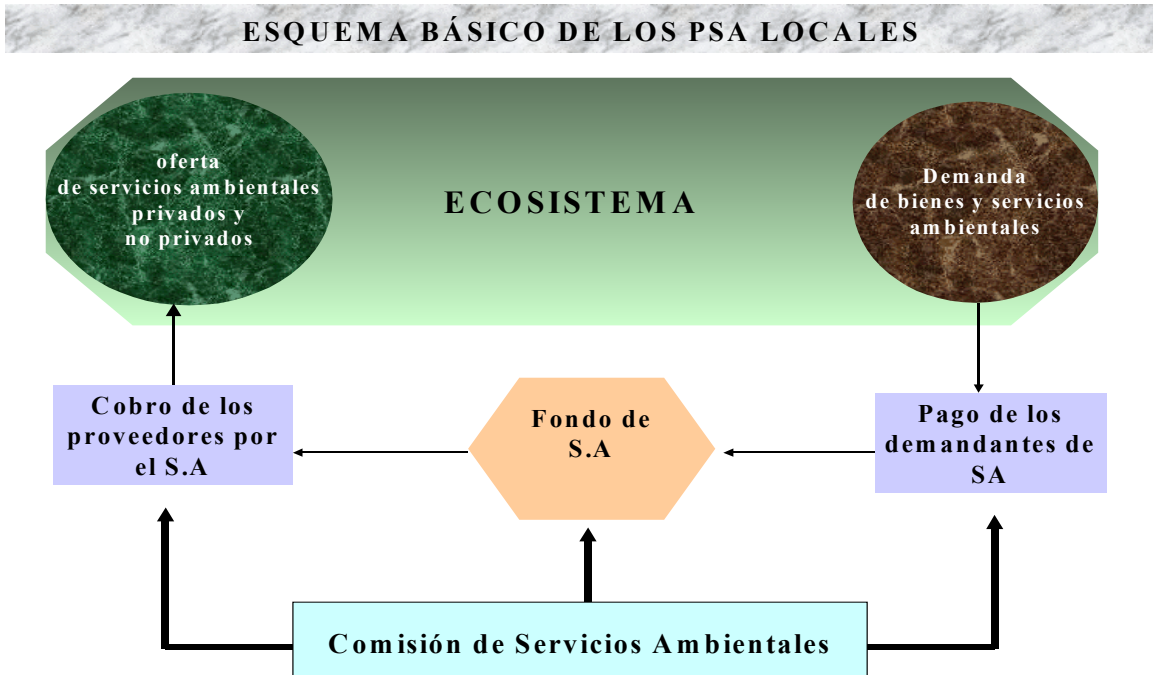 ESQUEMA BÁSICO DE LOS PSA LOCALES
oferta
de servicios ambientales
privados y
no privados
ECOSISTEMA
Demanda
de bienes y servicios
ambientales
Cobro de los
proveedores por
el S.A
Fondo de
S.A
Pago de los
demandantes de
SA
Comisión de Servicios Ambientales